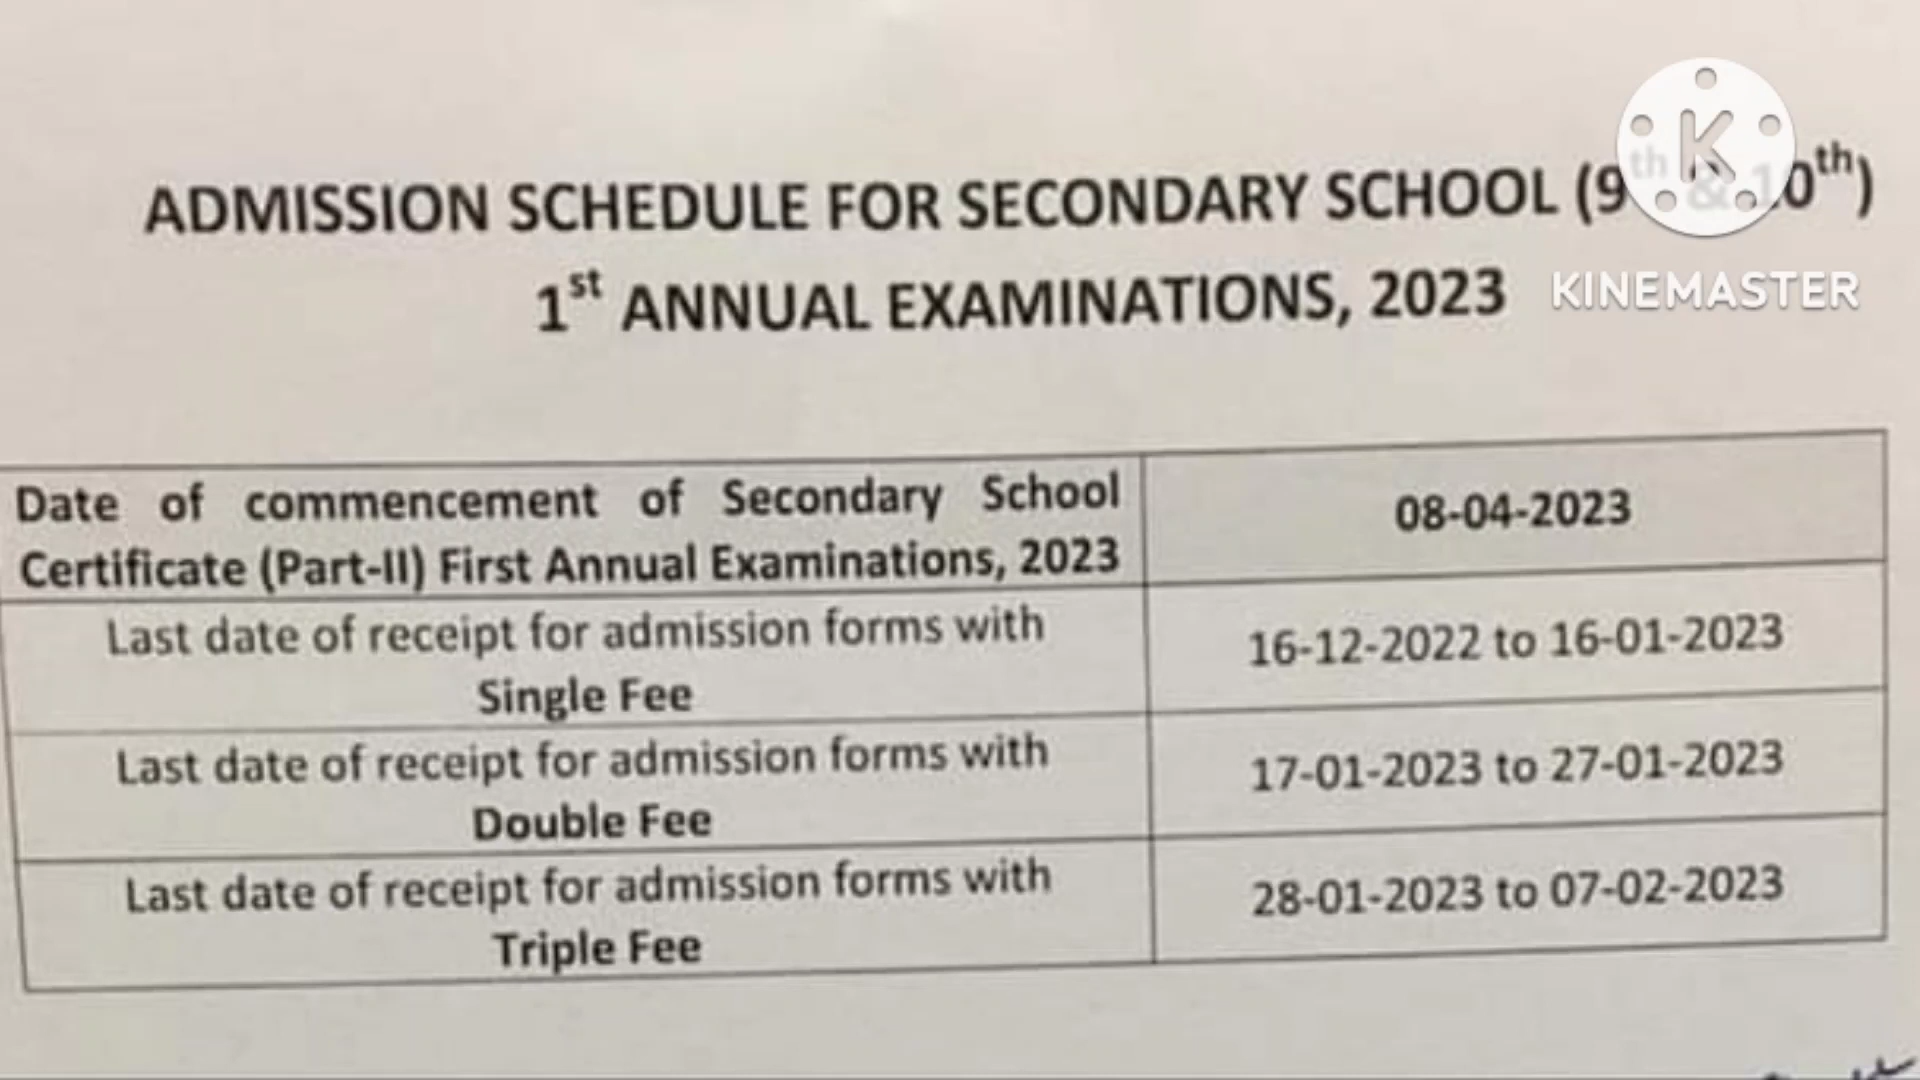 ADMISSION SCHEDULE FOR SECONDARY SCHOOL (9th & 10th)
1st ANNUAL EXAMINATIONS, 2023
K
KINEMASTER
Date of commencement of Secondary School
Certificate (Part-II) First Annual Examinations, 2023
08-04-2023
Last date of receipt for admission forms with
Single Fee
16-12-2022 to 16-01-2023
Last date of receipt for admission forms with
Double Fee
17-01-2023 to 27-01-2023
Last date of receipt for admission forms with
Triple Fee
28-01-2023 to 07-02-2023